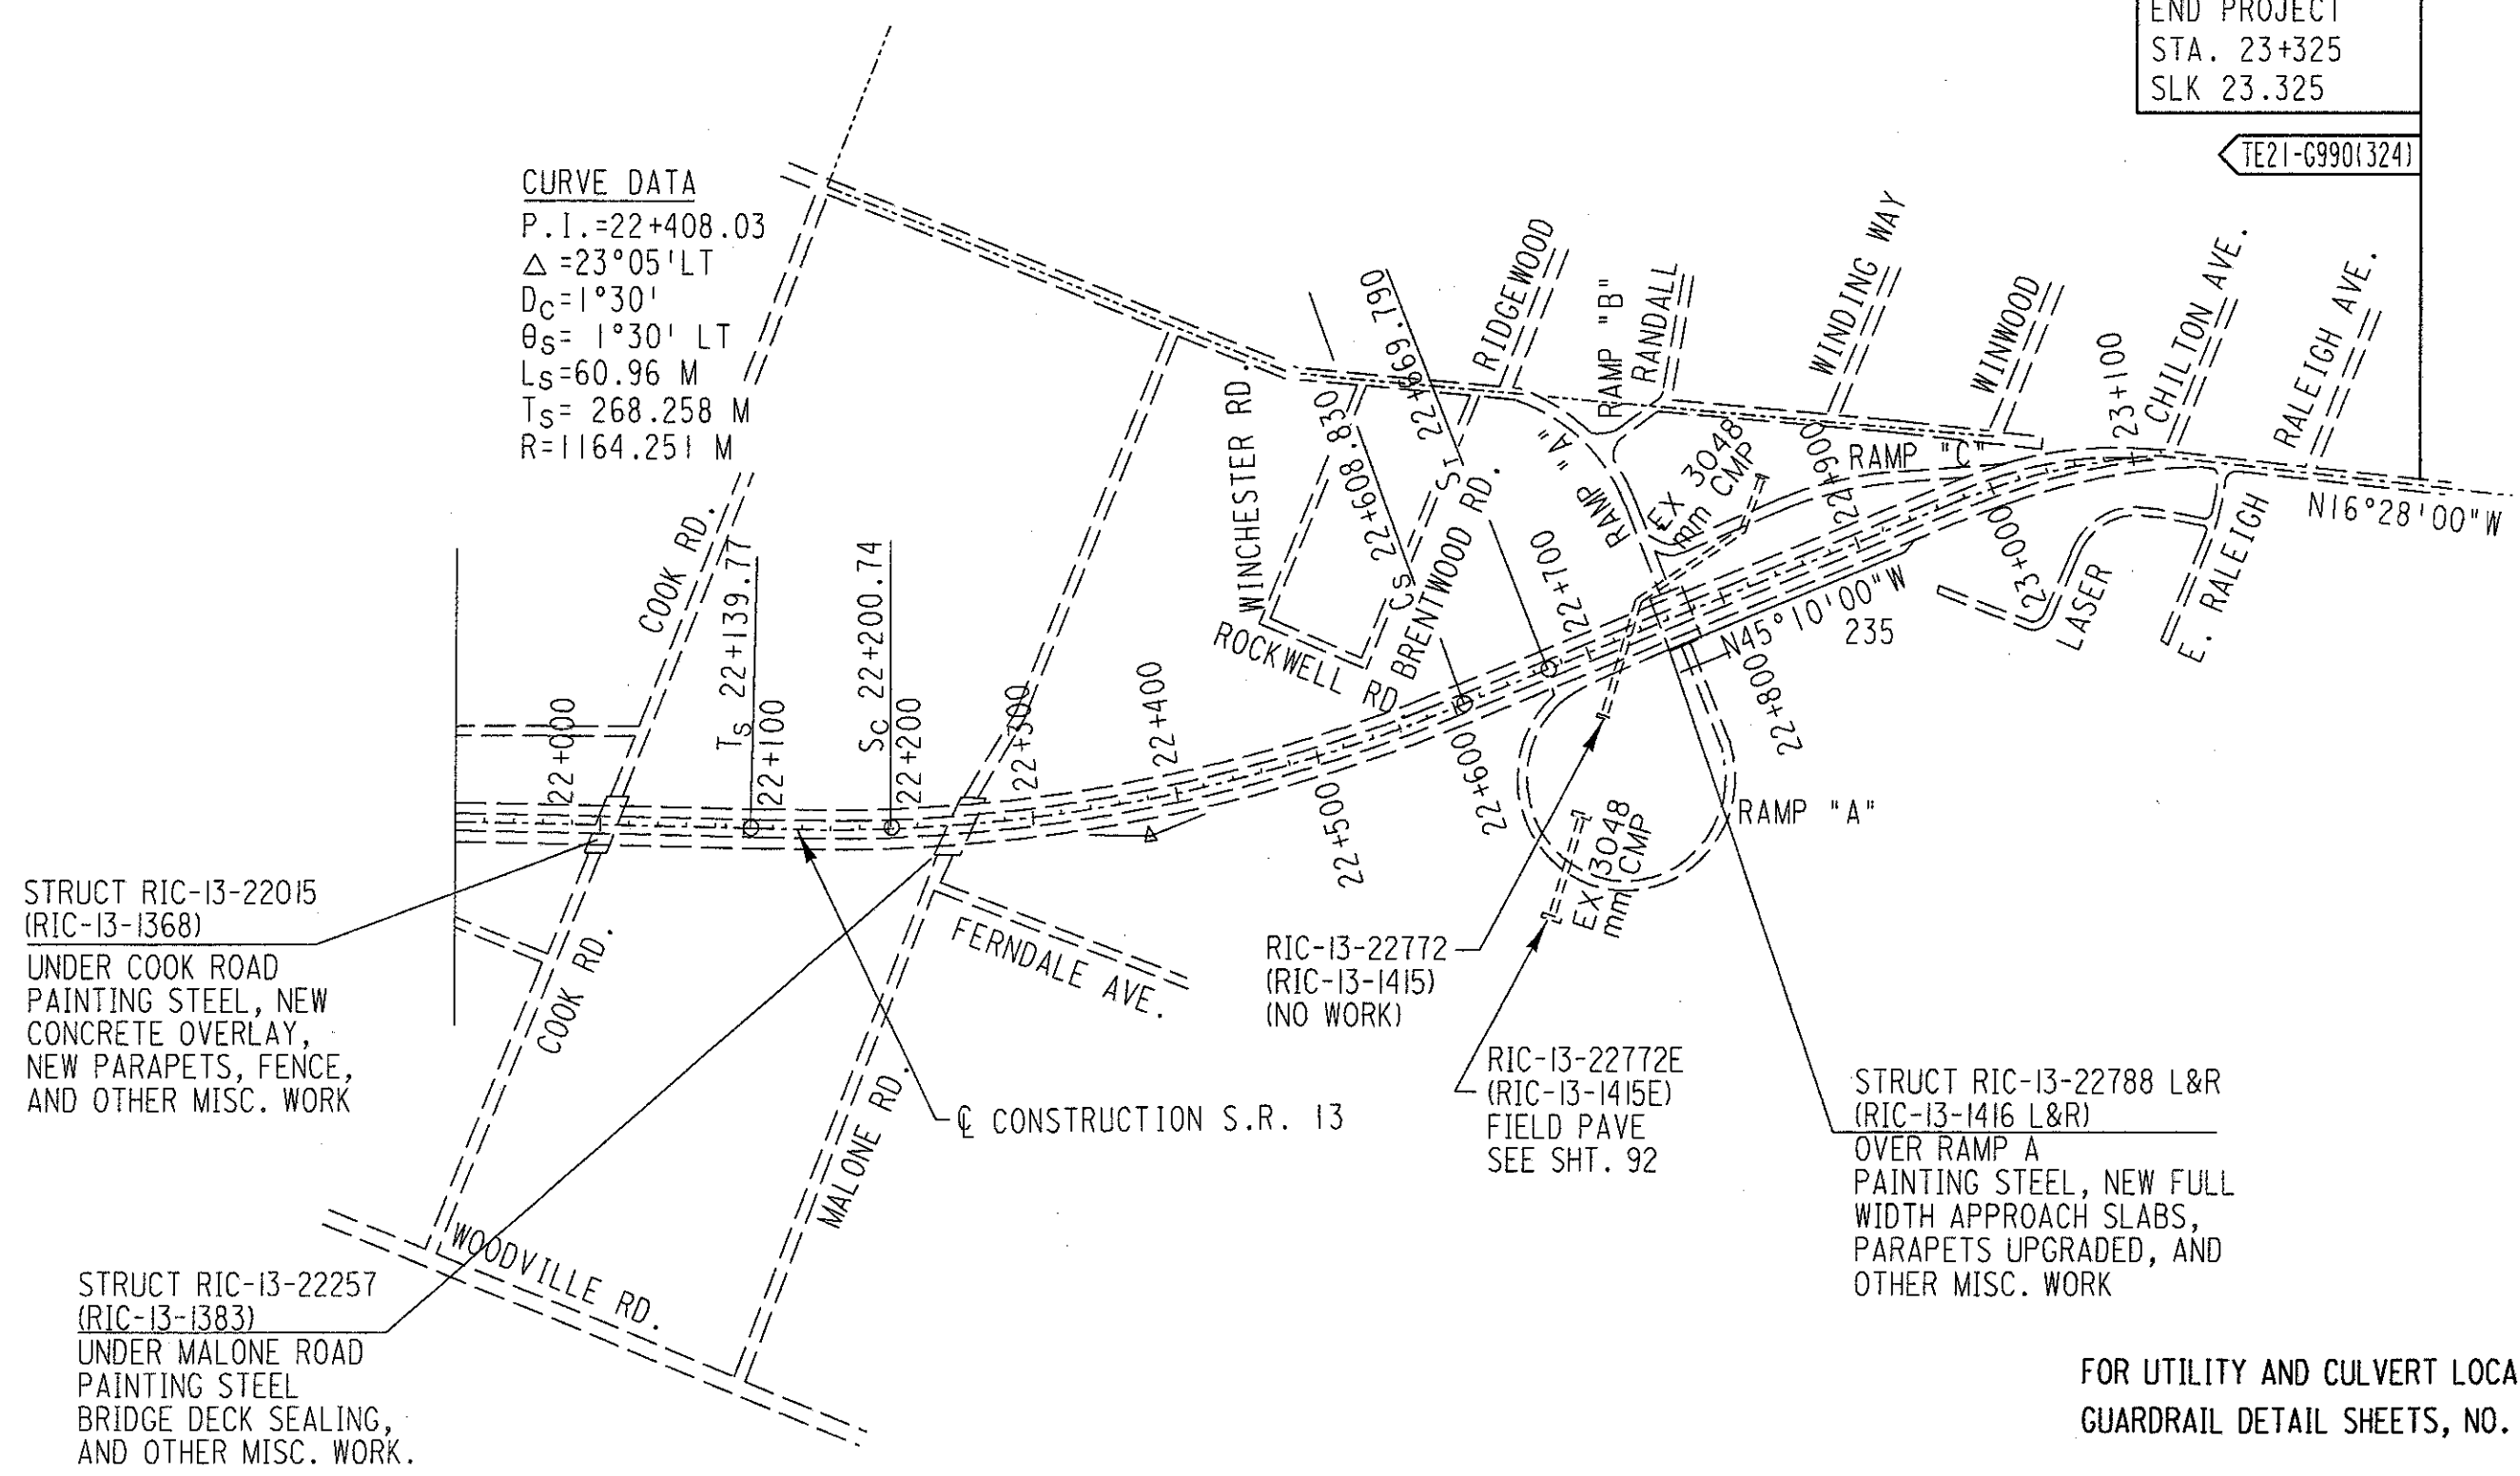 END PROJECT
STA. 23+325
SLK 23.325
TE21-G990(324)
CURVE DATA
P.I.=22+408.03
△ =23°05'LT
Dc=1°30'
θs= 1°30' LT
Ls=60.96 M
Ts= 268.258 M
R=1164.251 M
COOK RD.
Ts 22+139.77
Sc 22+200.74
22+000
22+100
22+200
22+300
22+400
22+500
22+600
22+700
22+800
22+900
23+000
23+100
WINCHESTER RD.
ROCKWELL RD
BRENTWOOD RD.
Cs 22+608.830
St 22+669.790
RIDGEWOOD
RAMP "B"
RANDALL
WINDING WAY
WINWOOD
CHILTON AVE.
RALEIGH AVE.
RAMP "A"
EX 3048
mm CMP
RAMP "C"
N16°28'00"W
N45°10'00"W
235
LASER
E. RALEIGH
RAMP "A"
EX 3048
mm CMP
STRUCT RIC-13-22015
(RIC-13-1368)
UNDER COOK ROAD
PAINTING STEEL, NEW
CONCRETE OVERLAY,
NEW PARAPETS, FENCE,
AND OTHER MISC. WORK
COOK RD.
FERNDALE AVE.
MALONE RD.
WOODVILLE RD.
℄ CONSTRUCTION S.R. 13
RIC-13-22772
(RIC-13-1415)
(NO WORK)
RIC-13-22772E
(RIC-13-1415E)
FIELD PAVE
SEE SHT. 92
STRUCT RIC-13-22788 L&R
(RIC-13-1416 L&R)
OVER RAMP A
PAINTING STEEL, NEW FULL
WIDTH APPROACH SLABS,
PARAPETS UPGRADED, AND
OTHER MISC. WORK
STRUCT RIC-13-22257
(RIC-13-1383)
UNDER MALONE ROAD
PAINTING STEEL
BRIDGE DECK SEALING,
AND OTHER MISC. WORK.
FOR UTILITY AND CULVERT LOCA
GUARDRAIL DETAIL SHEETS, NO.